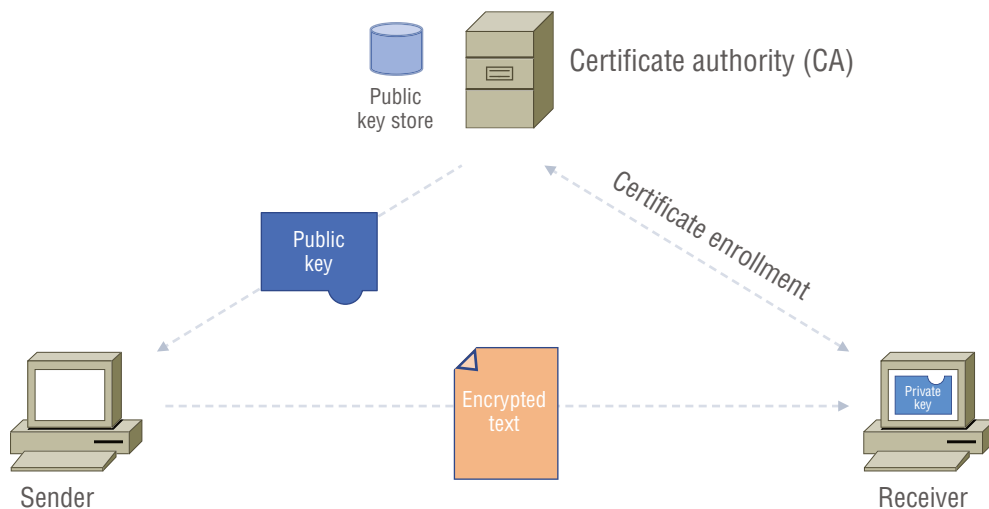 Certificate authority (CA)
Public
key store
Certificate enrollment
Public
key
Encrypted
text
Private
key
Sender
Receiver